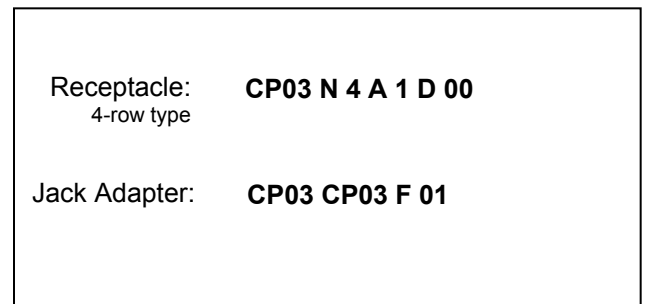 Receptacle: CP03 N 4 A 1 D 00
4-row type
Jack Adapter: CP03 CP03 F 01